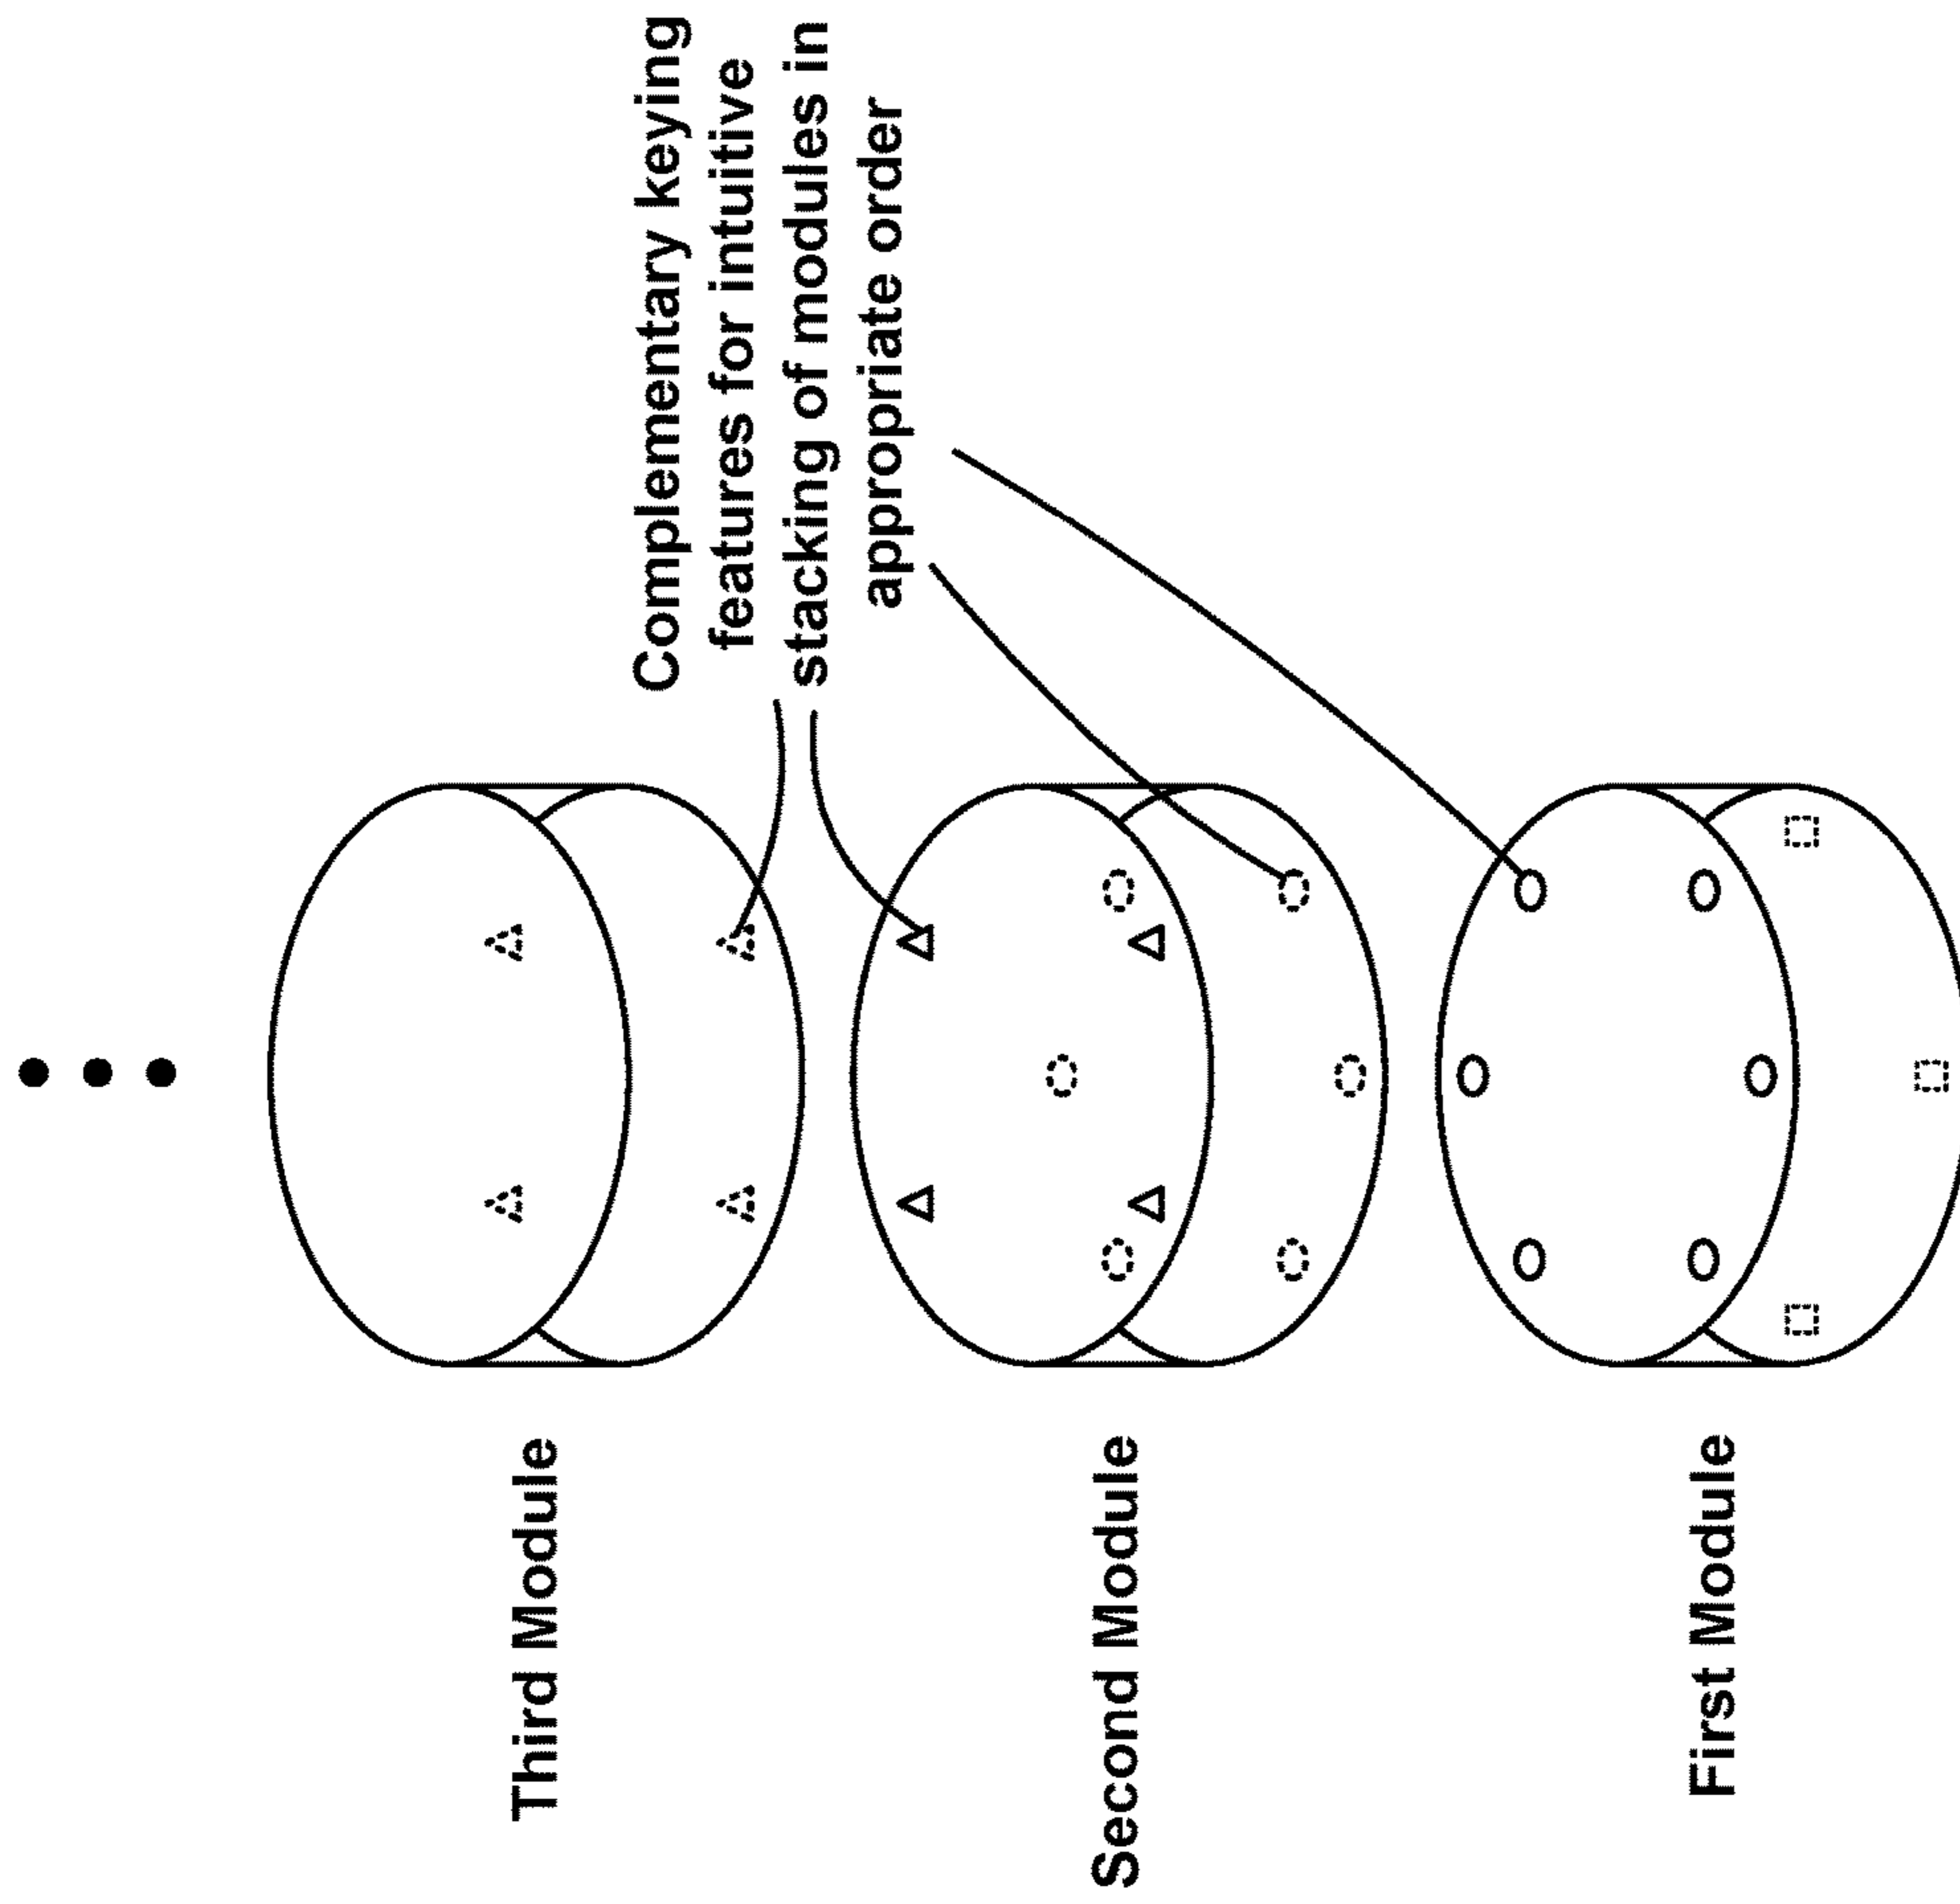 Complementary keying
features for intuitive
stacking of modules in
appropriate order
Third Module
Second Module
First Module